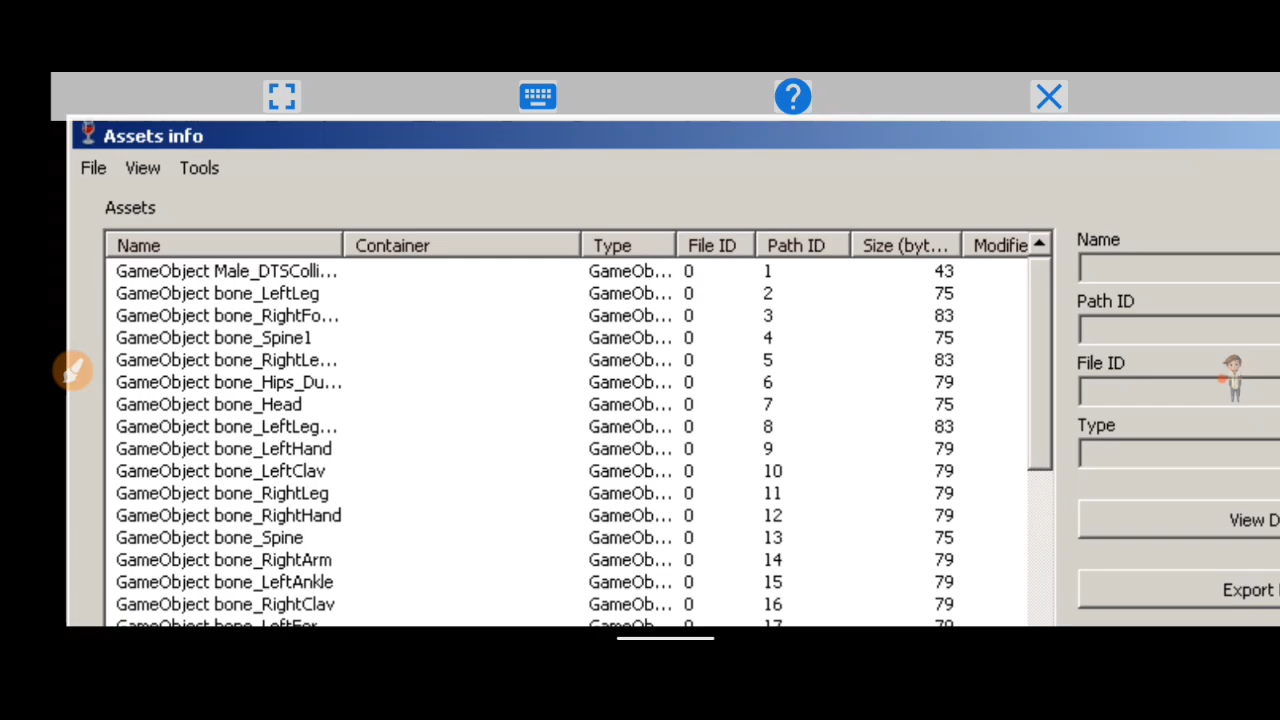 ?
Assets info
File View Tools
Assets
Name Container Type File ID Path ID Size (byt... Modifie
GameObject Male_DTSColli... GameOb... 0 1 43
GameObject bone_LeftLeg GameOb... 0 2 75
GameObject bone_RightFo... GameOb... 0 3 83
GameObject bone_Spine1 GameOb... 0 4 75
GameObject bone_RightLe... GameOb... 0 5 83
GameObject bone_Hips_Du... GameOb... 0 6 79
GameObject bone_Head GameOb... 0 7 75
GameObject bone_LeftLeg... GameOb... 0 8 83
GameObject bone_LeftHand GameOb... 0 9 79
GameObject bone_LeftClav GameOb... 0 10 79
GameObject bone_RightLeg GameOb... 0 11 79
GameObject bone_RightHand GameOb... 0 12 79
GameObject bone_Spine GameOb... 0 13 75
GameObject bone_RightArm GameOb... 0 14 79
GameObject bone_LeftAnkle GameOb... 0 15 79
GameObject bone_RightClav GameOb... 0 16 79
GameObject GameOb... 0 17 79
Name
Path ID
File ID
Type
View D
Export